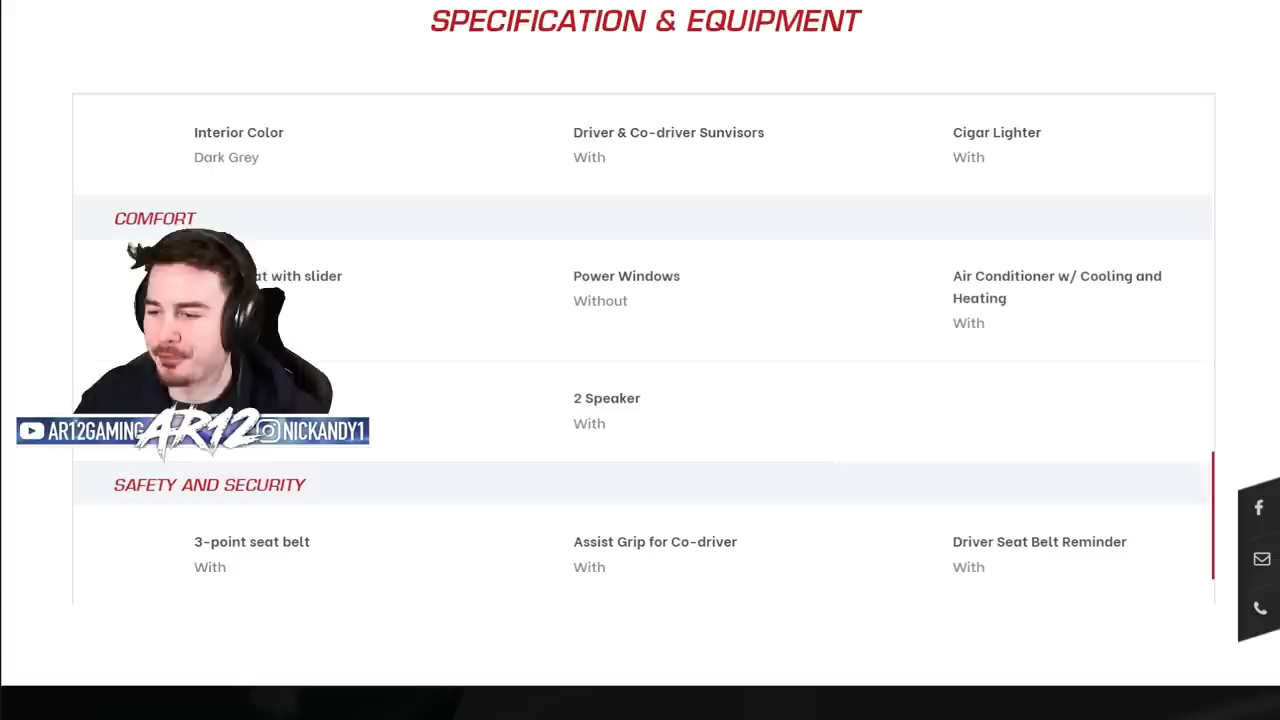 SPECIFICATION & EQUIPMENT
Interior Color
Dark Grey
Driver & Co-driver Sunvisors
With
Cigar Lighter
With
COMFORT
with slider
Power Windows
Without
Air Conditioner w/ Cooling and
Heating
With
2 Speaker
With
AR12GAMING AR12 NICKANDY1
SAFETY AND SECURITY
3-point seat belt
With
Assist Grip for Co-driver
With
Driver Seat Belt Reminder
With